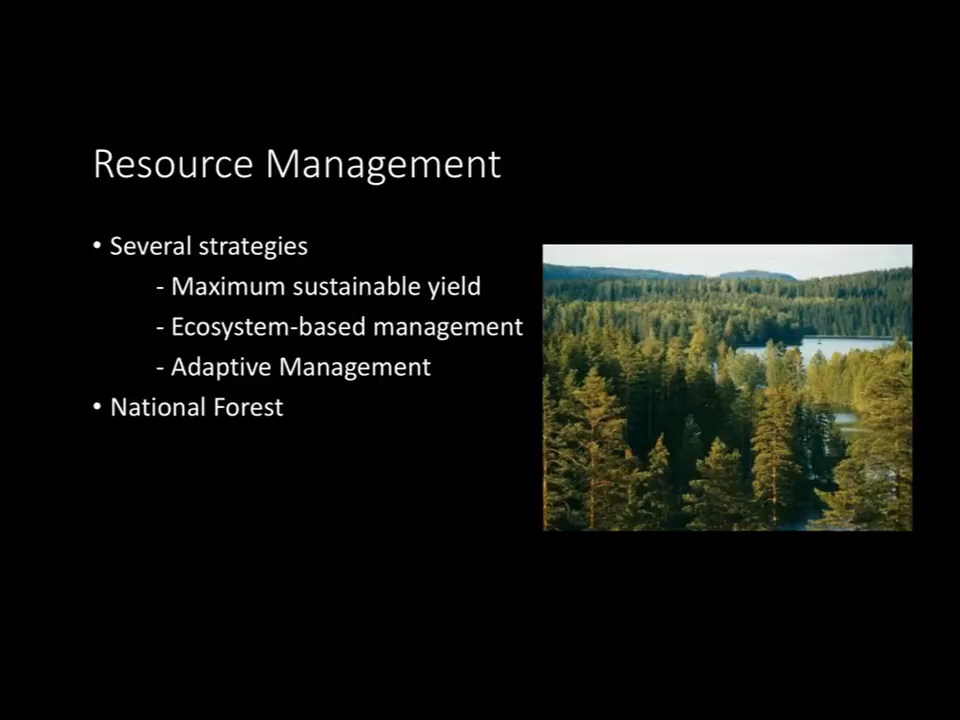 Resource Management
• Several strategies
- Maximum sustainable yield
- Ecosystem-based management
- Adaptive Management
• National Forest